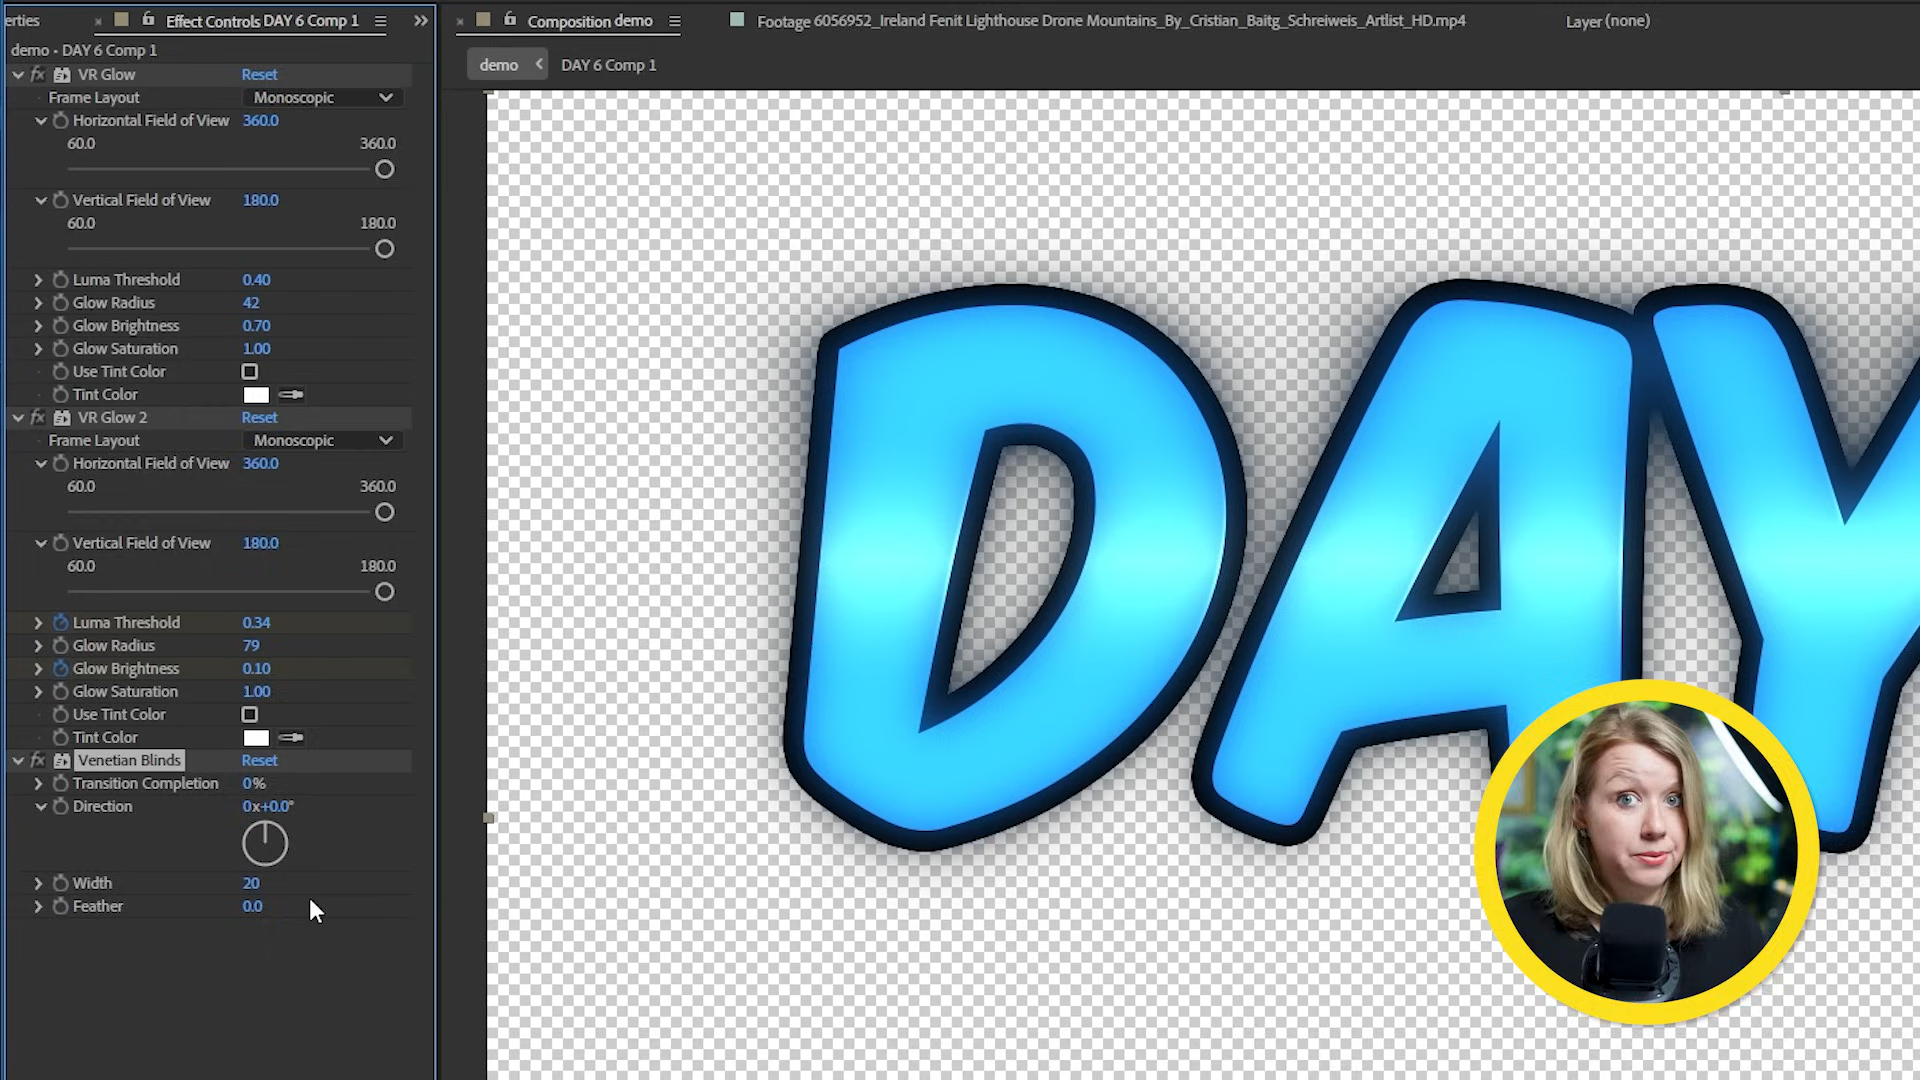 erties
Effect Controls DAY 6 Comp 1
demo • DAY 6 Comp 1
fx VR Glow Reset
Frame Layout Monoscopic
Horizontal Field of View 360.0
60.0 360.0
Vertical Field of View 180.0
60.0 180.0
Luma Threshold 0.40
Glow Radius 42
Glow Brightness 0.70
Glow Saturation 1.00
Use Tint Color
Tint Color
fx VR Glow 2 Reset
Frame Layout Monoscopic
Horizontal Field of View 360.0
60.0 360.0
Vertical Field of View 180.0
60.0 180.0
Luma Threshold 0.34
Glow Radius 79
Glow Brightness 0.10
Glow Saturation 1.00
Use Tint Color
Tint Color
fx Venetian Blinds Reset
Transition Completion 0%
Direction 0x+0.0°
Width 20
Feather 0.0
Composition demo
Footage 6056952_Ireland Fenit Lighthouse Drone Mountains_By_Cristian_Baitg_Schreiweis_Artlist_HD.mp4
Layer (none)
demo
DAY 6 Comp 1
DAY